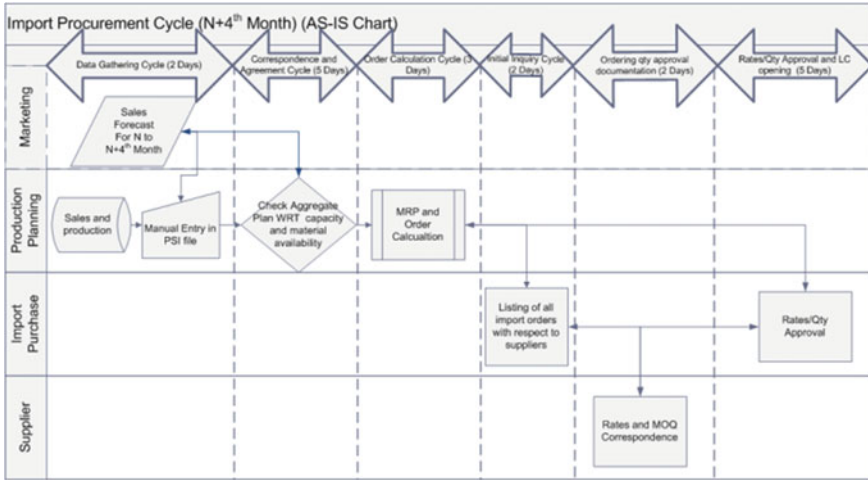 Import Procurement Cycle (N+4th Month) (AS-IS Chart)
Data Gathering Cycle (2 Days)
Correspondence and
Agreement Cycle (5 Days)
Order Calculation Cycle (3
Days)
Initial Inquiry Cycle
(2 Days)
Ordering qty approval
documentation (2 Days)
Rates/Qty Approval and LC
opening (5 Days)
Marketing
Sales
Forecast
For N to
N+4th Month
Production
Planning
Sales and
production
Manual Entry in
PSI file
Check Aggregate
Plan WRT capacity
and material
availability
MRP and
Order
Calcualtion
Import
Purchase
Listing of all
import orders
with respect to
suppliers
Rates/Qty
Approval
Supplier
Rates and MOQ
Correspondence